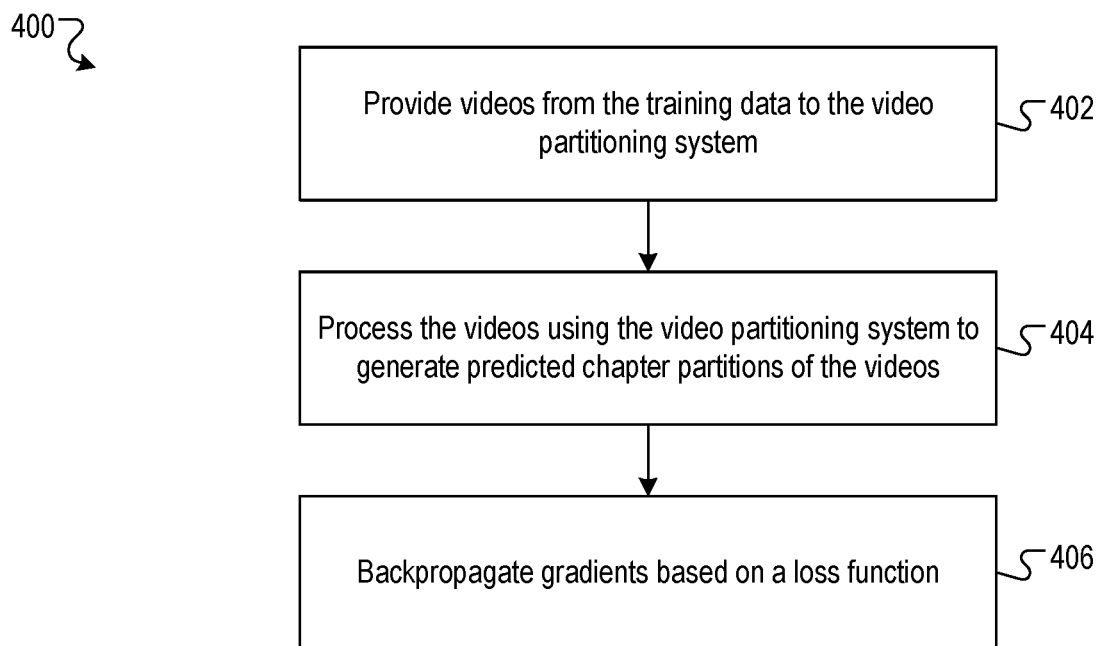 400
Provide videos from the training data to the video
partitioning system
402
Process the videos using the video partitioning system to
generate predicted chapter partitions of the videos
404
Backpropagate gradients based on a loss function
406